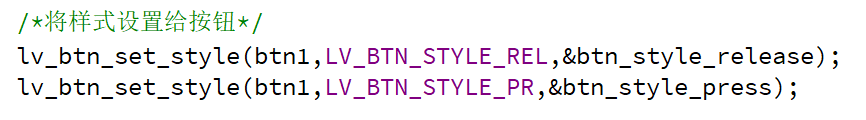 /*将样式设置给按钮*/
lv_btn_set_style(btn1,LV_BTN_STYLE_REL,&btn_style_release);
lv_btn_set_style(btn1,LV_BTN_STYLE_PR,&btn_style_press);